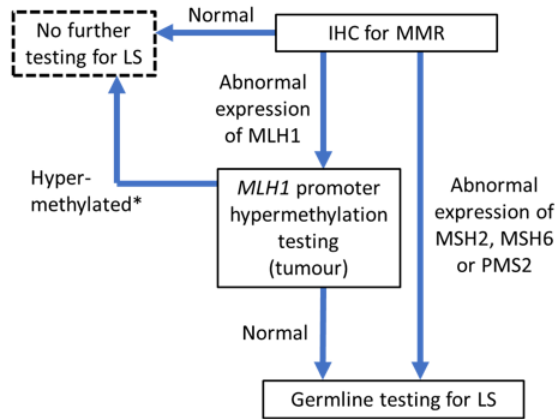 No further
testing for LS
Normal
IHC for MMR
Abnormal
expression
of MLH1
Hyper-
methylated*
MLH1 promoter
hypermethylation
testing
(tumour)
Abnormal
expression of
MSH2, MSH6
or PMS2
Normal
Germline testing for LS